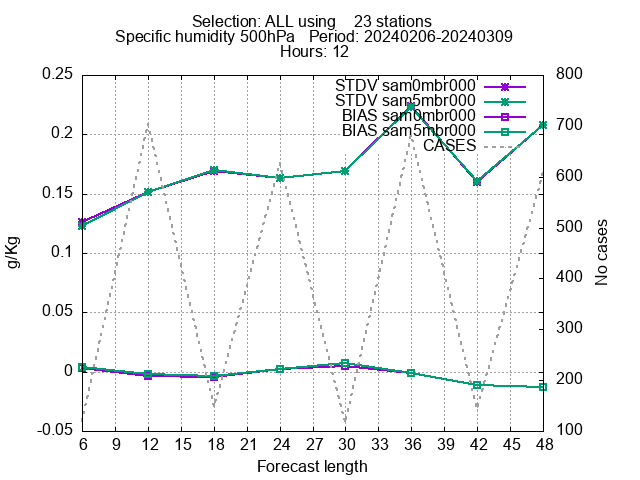 Selection: ALL using    23 stations
Specific humidity 500hPa   Period: 20240206-20240309
Hours: 12
0.25
0.2
0.15
0.1
0.05
0
-0.05
g/Kg
STDV sam0mbr000
STDV sam5mbr000
BIAS sam0mbr000
BIAS sam5mbr000
CASES
800
700
600
500
400
300
200
100
No cases
6 9 12 15 18 21 24 27 30 33 36 39 42 45 48
Forecast length